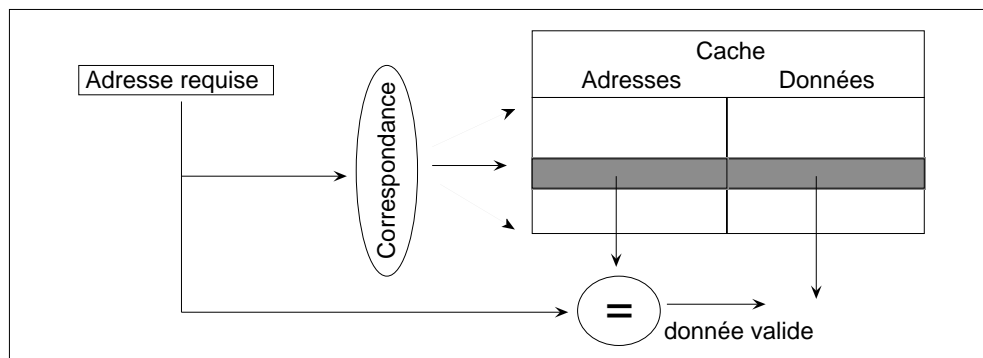 Cache
Adresse requise
Adresses
Données
Correspondance
=
donnée valide